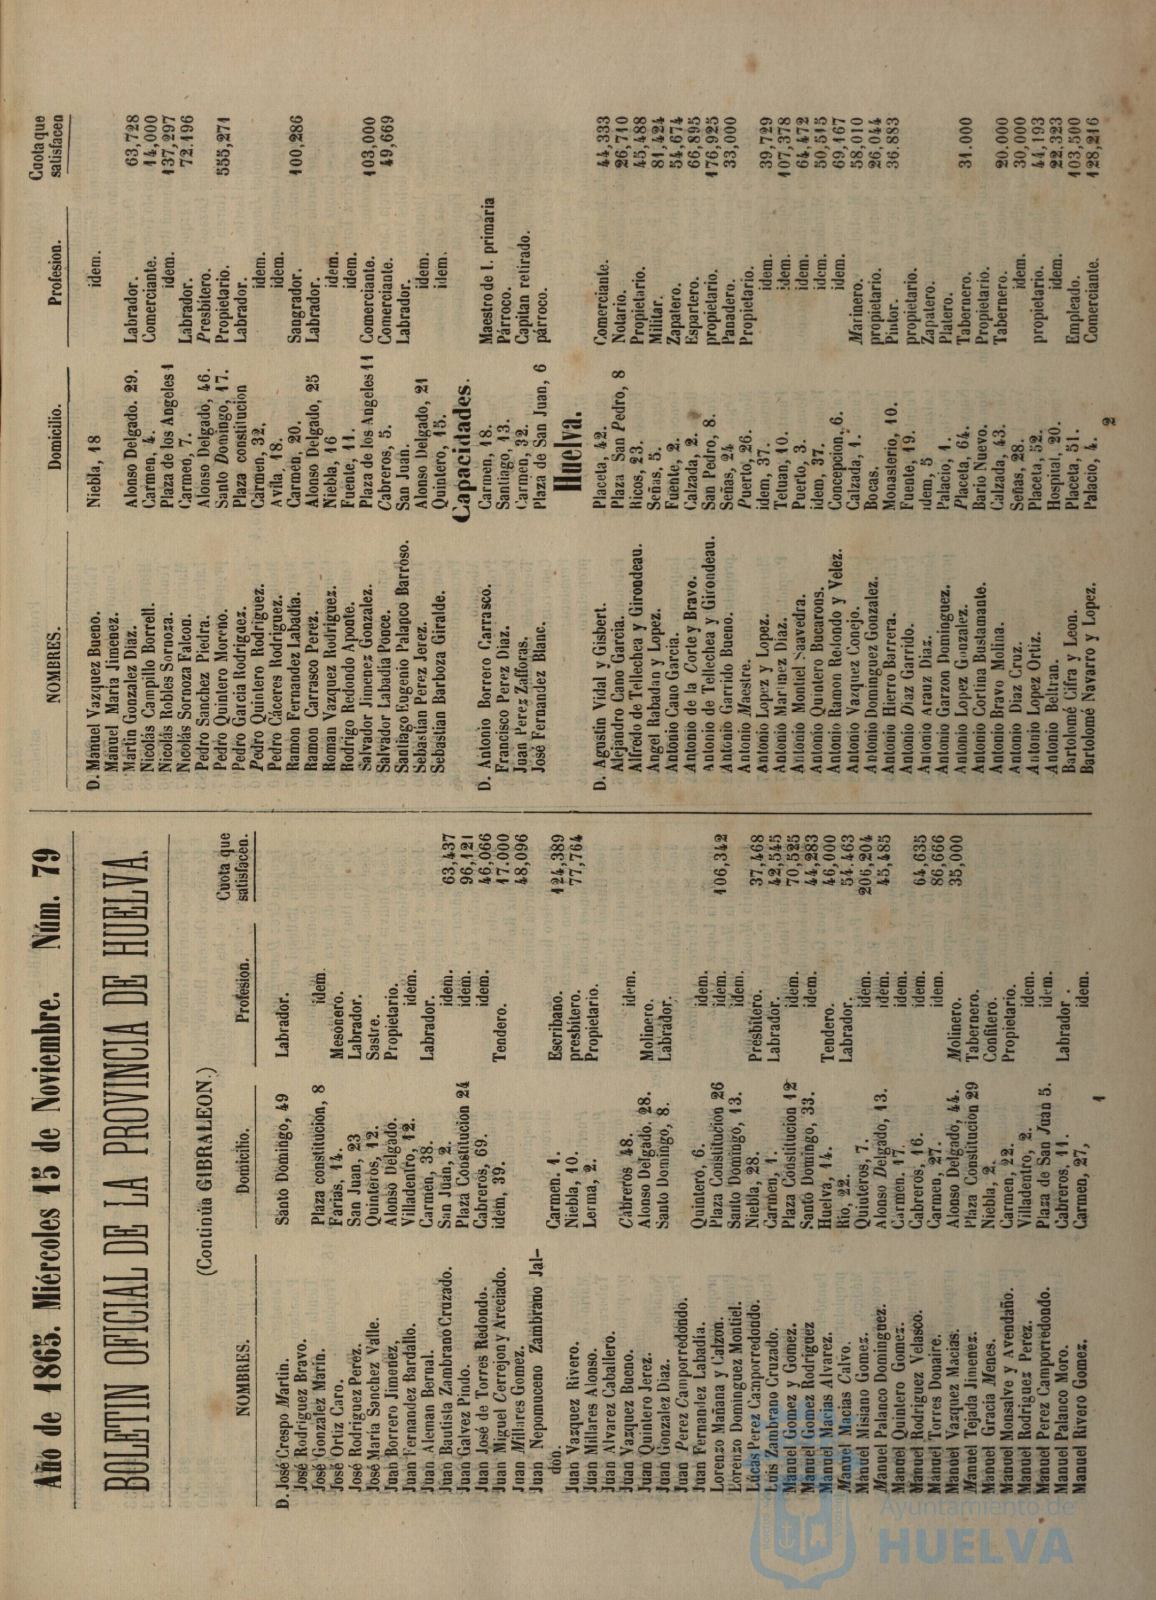 Año de 1865. Miércoles 15 de Noviembre. Núm. 79
BOLETIN OFICIAL DE LA PROVINCIA DE HUELVA.
(Continúa GIBRALEON.)
NOMBRES. Domicilio. Profesion. Cuota que satisfacen.
D. José Crespo Martin. Santo Domingo, 49 Labrador.
José Rodriguez Bravo.
José Gonzalez Marín. Plaza constitucion, 8 idem.
José Ortiz Caro. Farias, 14. Mesonero.
José Rodriguez Perez. San Juan, 23 Labrador.
José María Sanchez Valle. Quinteros, 12. Sastre.
Juan Borrero Jimenez, Alonso Delgado. Propietario.
Juan Fernandez Bardallo. Villadentro, 12. idem.
Juan Aleman Bernal. Carmen, 38. Labrador.
Juan Bautista Zambrano Cruzado. San Juan, 2. idem. 63,437
Juan Galvez Pindo. Plaza Constitucion 24 idem. 96,121
Juan José de Torres Redondo. Cabreros, 69. idem. 46,066
Juan Miguel Cerrejon y Areciado. idem, 39. Tendero. 17.000
Juan Millares Gomez. 48,096
Juan Nepomuceno Zambrano Jal-
don. Carmen. 1. Escribano. 124,389
Juan Vazquez Rivero. Niebla, 10. presbitero. 77,764
Juan Millares Alonso. Lerma, 2. Propietario.
Juan Alvarez Caballero.
Juan Vazquez Bueno. Cabreros 48. idem.
Juan Quintero Jerez. Alonso Delgado. 28. Molinero.
Juan Gonzalez Diaz. Santo Domingo, 8. Labrador.
Juan Perez Camporredondo.
Juan Fernandez Labadía. Quintero, 6. idem.
Lorenzo Mañana y Calzon. Plaza Constitucion 26 idem. 106,342
Lorenzo Dominguez Montiel. Santo Domingo, 13. idem.
Lucas Perez Camporredondo. Niebla, 28. Presbitero. 37,468
Luis Zambrano Cruzado. Carmen, 1. Labrador. 42,545
Manuel Gomez y Gomez. Plaza Constitucion 12 idem. 70,525
Manuel Gomez Rodriguez Santo Domingo, 33. idem. 44,283
Manuel Macias Alvarez. Huelva, 14. Tendero. 46,000
Manuel Macias Calvo. Rio, 22. Labrador. 54.463
Manuel Misiano Gomez. Quinteros, 7. idem. 206,204
Manuel Palanco Dominguez. Alonso Delgado, 13. idem. 45,485
Manuel Quintero Gomez. Carmen. 17. idem.
Manuel Rodriguez Velasco. Cabreros, 16. idem. 64,635
Manuel Torres Donaire. Carmen, 27. idem. 86,666
Manuel Vazquez Macias. Alonso Delgado, 44. Molinero. 35,000
Manuel Tejada Jimenez. Plaza Constitucion 29 Tabernero.
Manuel Gracia Menes. Niebla, 2. Confitero.
Manuel Monsalve y Avendaño. Carmen, 22. Propietario.
Manuel Rodriguez Perez. Villadentro, 2. idem.
Manuel Perez Camporredondo. Plaza de San Juan 5. idem.
Manuel Palanco Moro. Cabreros, 11. Labrador.
Manuel Rivero Gomez. Carmen, 27, idem.
1
NOMBRES. Domicilio. Profesion. Cuota que satisfacen
D. Manuel Vazquez Bueno. Niebla, 18 idem.
Manuel Maria Jimenez.
Martin Gonzalez Diaz. Alonso Delgado. 29. Labrador. 63,728
Nicolás Campillo Borrell. Carmen, 4. Comerciante. 14,000
Nicolás Robles Sornoza. Plaza de los Angeles 1 idem. 137,297
Nicolás Sornoza Falcon. Carmen, 7. Labrador. 72.196
Pedro Sanchez Piedra. Alonso Delgado, 46. Presbitero.
Pedro Quintero Moreno. Santo Domingo, 17. Propietario. 555,271
Pedro Garcia Rodriguez. Plaza constitucion Labrador.
Pedro Quintero Rodriguez. Carmen, 32. idem.
Pedro Cáceres Rodriguez. Avila, 18. idem.
Ramon Fernandez Labadía. Carmen, 20. Sangrador. 100,286
Ramon Carrasco Perez. Alonso Delgado, 25 Labrador.
Roman Vazquez Rodriguez. Niebla, 16 idem.
Rodrigo Redondo Aponte. Fuente, 11. idem.
Salvador Jimenez Gonzalez. Plaza de los Angeles 11 Comerciante. 103,000
Salvador Labadía Ponce. Cabreros, 5. Comerciante. 49,669
Santiago Eugenio Palanco Barroso. San Juan. Labrador.
Sebastian Perez Jerez. Alonso Delgado, 21 idem.
Sebastian Barboza Giralde. Quintero, 15. idem.
Capacidades.
D. Antonio Borrero Carrasco. Carmen, 18. Maestro de I. primaria
Francisco Perez Diaz. Santiago, 13. Párroco.
Juan Perez Zafforas. Carmen, 32. Capitan retirado.
José Fernandez Blanc. Plaza de San Juan, 6 párroco.
Huelva.
D. Agustin Vidal y Gisbert. Placeta, 42. Comerciante. 44,333
Alejandro Cano Garcia. Plaza San Pedro, 8 Notario. 26,710
Alfredo de Tellechea y Girondeau. Ricos, 23. Propietario. 45,488
Angel Rabadan y Lopez. Señas, 5. Militar. 81,424
Antonio Cano Garcia. Fuente, 2. Zapatero. 54,674
Antonio de la Corte y Bravo. Calzada, 2. Espartero. 66,895
Antonio de Tellechea y Girondeau. San Pedro, 8. propietario. 176,925
Antonio Garrido Bueno. Señas, 24 Panadero. 33,000
Antonio Maestre. Puerto, 26. Propietario.
Antonio Lopez y Lopez. idem, 37. idem. 39,729
Antonio Martinez Diaz. Tetuan, 10. idem. 107,378
Antonio Montiel Saavedra. Puerto, 3. idem. 64,472
Antonio Quintero Bucarons. idem, 37. idem. 50,515
Antonio Ramon Redondo y Velez. Concepcion, 6. idem. 69,167
Antonio Vazquez Conejo. Calzada, 1. Marinero. 58,010
Antonio Dominguez Gonzalez. Bocas. propietario. 26,044
Antonio Hierro Barrera. Monasterio, 10. Pintor. 36.883
Antonio Diaz Garrido. Fuente, 19. propietario.
Antonio Arauz Diaz. idem, 5 Zapatero.
Antonio Garzon Dominguez. Palacio, 1. Platero.
Antonio Lopez Gonzalez. Placeta, 64. Tabernero. 31.000
Antonio Cortina Bustamante. Bario Nuevo. Propietario.
Antonio Bravo Molina. Calzada, 43. Tabernero. 20.000
Antonio Diaz Cruz. Señas, 28. idem. 30,000
Antonio Lopez Ortiz. Placeta, 52. propietario. 44,193
Antonio Beltran. Hospital, 20. idem. 22.323
Bartolomé Cifra y Leon. Placeta, 51. Empleado. 103,500
Bartolomé Navarro y Lopez. Palacio, 4. Comerciante. 128,216
2
Ayuntamiento de
HUELVA